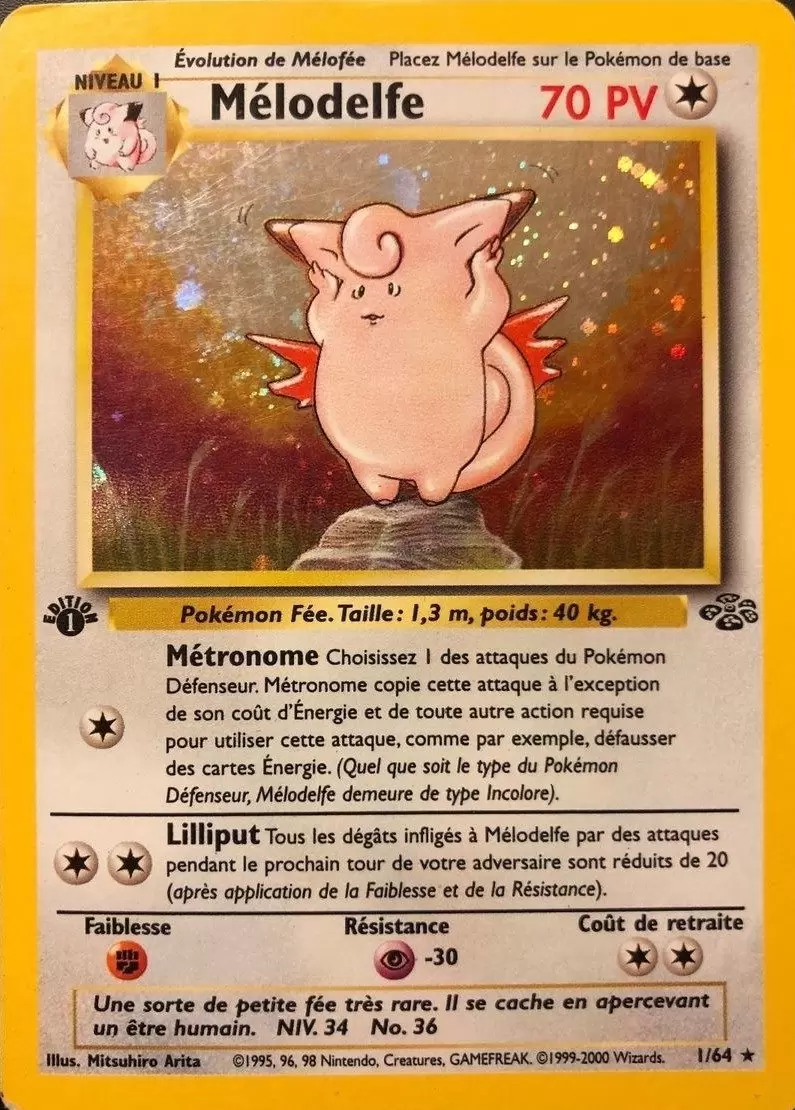 Évolution de Mélofée Placez Mélodelfe sur le Pokémon de base
NIVEAU 1
Mélodelfe 70 PV
EDITION 1
Pokémon Fée. Taille: 1,3 m, poids: 40 kg.
Métronome Choisissez 1 des attaques du Pokémon
Défenseur. Métronome copie cette attaque à l'exception
de son coût d'Énergie et de toute autre action requise
pour utiliser cette attaque, comme par exemple, défausser
des cartes Énergie. (Quel que soit le type du Pokémon
Défenseur, Mélodelfe demeure de type Incolore).
Lilliput Tous les dégâts infligés à Mélodelfe par des attaques
pendant le prochain tour de votre adversaire sont réduits de 20
(après application de la Faiblesse et de la Résistance).
Faiblesse Résistance Coût de retraite
-30
Une sorte de petite fée très rare. Il se cache en apercevant
un être humain. NIV. 34 No. 36
Illus. Mitsuhiro Arita ©1995, 96, 98 Nintendo, Creatures, GAMEFREAK. ©1999-2000 Wizards. 1/64 ★